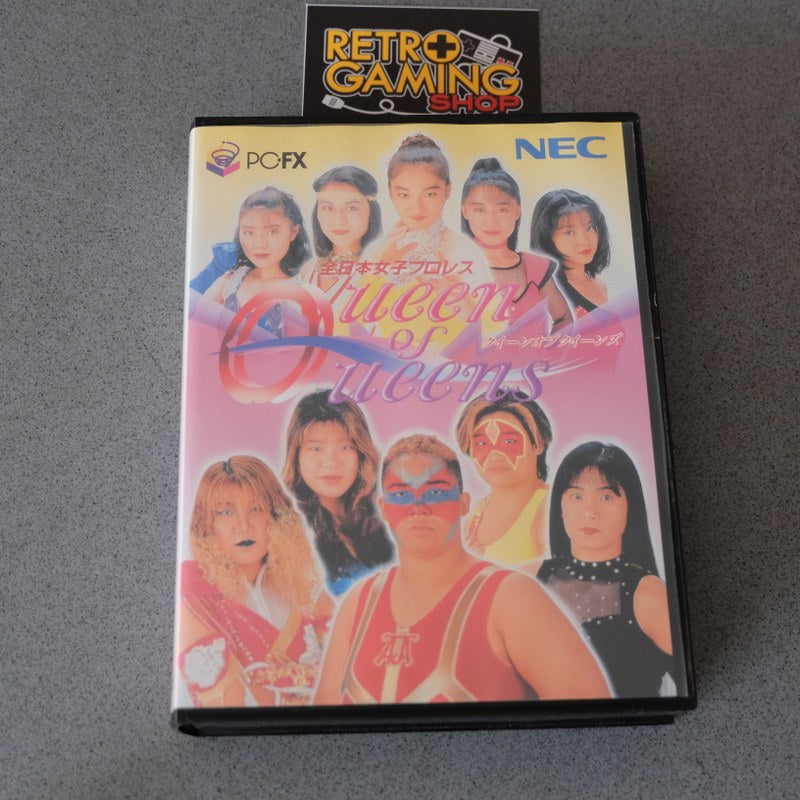 RETRO
GAMING
SHOP
PC-FX
NEC
全日本女子プロレス
Queen
of
クイーンオブクイーンズ
Queens
AA